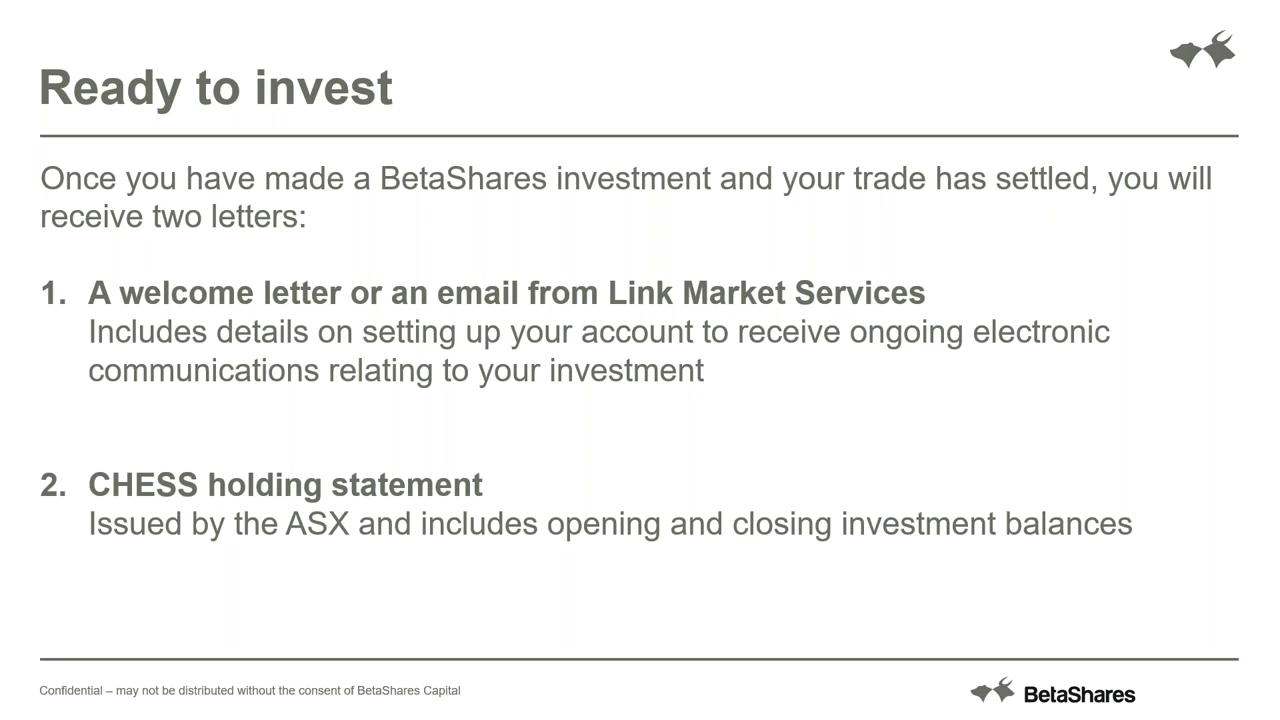 Ready to invest
Once you have made a BetaShares investment and your trade has settled, you will
receive two letters:
1. A welcome letter or an email from Link Market Services
Includes details on setting up your account to receive ongoing electronic
communications relating to your investment
2. CHESS holding statement
Issued by the ASX and includes opening and closing investment balances
Confidential – may not be distributed without the consent of BetaShares Capital
BetaShares